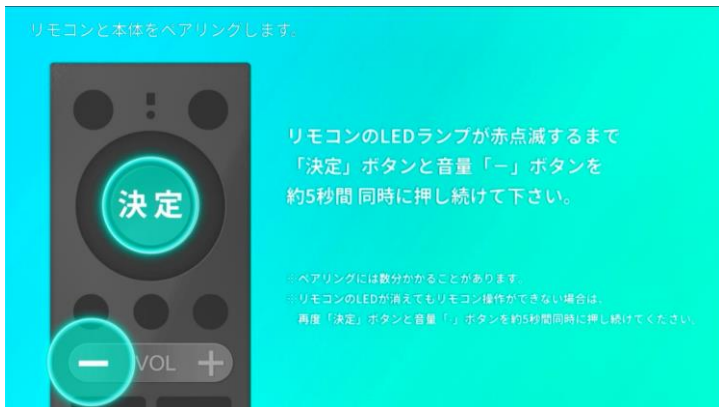 リモコンと本体をペアリングします。
リモコンのLEDランプが赤点滅するまで
「決定」ボタンと音量「－」ボタンを
約5秒間 同時に押し続けて下さい。
決定
※ペアリングには数分かかることがあります。
※リモコンのLEDが消えてもリモコン操作ができない場合は、
再度「決定」ボタンと音量「-」ボタンを約5秒間同時に押し続けてください。
－ VOL ＋